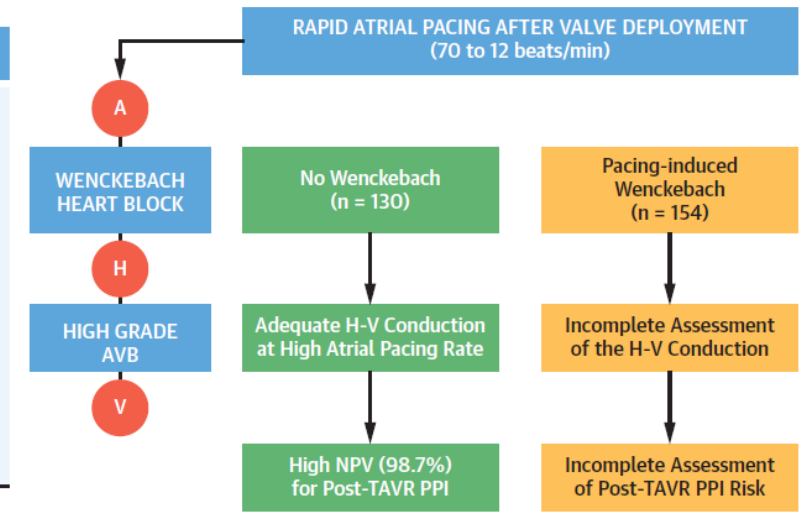 RAPID ATRIAL PACING AFTER VALVE DEPLOYMENT
(70 to 12 beats/min)
A
WENCKEBACH
HEART BLOCK
H
HIGH GRADE
AVB
V
No Wenckebach
(n = 130)
Adequate H-V Conduction
at High Atrial Pacing Rate
High NPV (98.7%)
for Post-TAVR PPI
Pacing-induced
Wenckebach
(n = 154)
Incomplete Assessment
of the H-V Conduction
Incomplete Assessment
of Post-TAVR PPI Risk